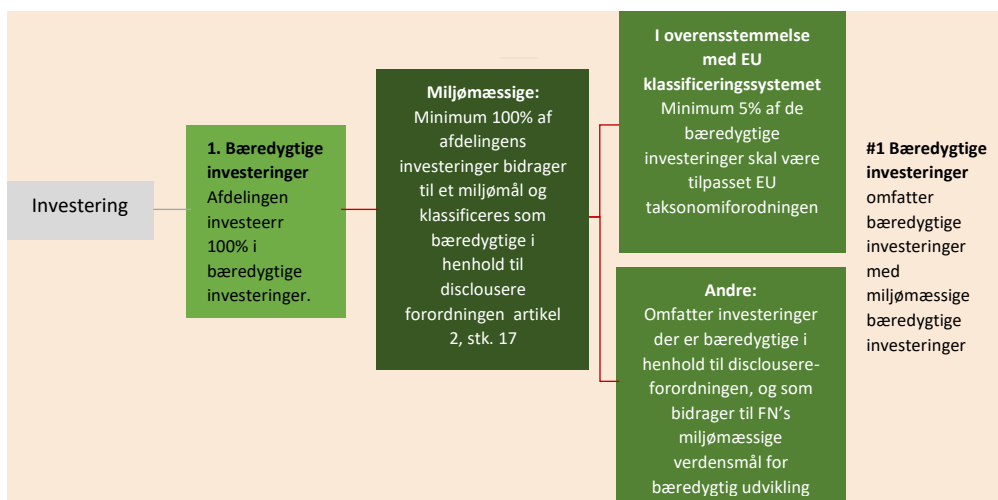 Investering
1. Bæredygtige
investeringer
Afdelingen
investeerr
100% i
bæredygtige
investeringer.
Miljømæssige:
Minimum 100% af
afdelingens
investeringer bidrager
til et miljømål og
klassificeres som
bæredygtige i
henhold til
disclousere
forordningen artikel
2, stk. 17
I overensstemmelse
med EU
klassificeringssystemet
Minimum 5% af de
bæredygtige
investeringer skal være
tilpasset EU
taksonomiforodningen
Andre:
Omfatter investeringer
der er bæredygtige i
henhold til disclousere-
forordningen, og som
bidrager til FN’s
miljømæssige
verdensmål for
bæredygtig udvikling
#1 Bæredygtige
investeringer
omfatter
bæredygtige
investeringer
med
miljømæssige
bæredygtige
investeringer